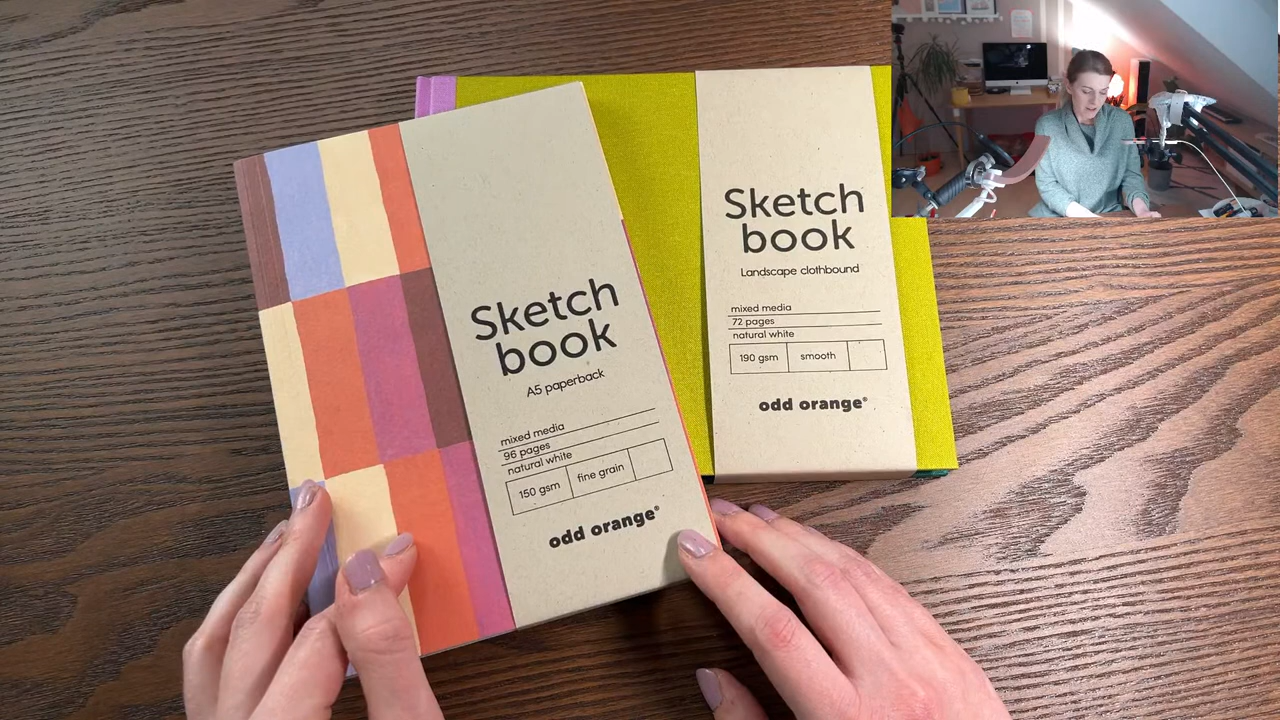 Sketch
book
A5 paperback
mixed media
96 pages
natural white
150 gsm fine grain
odd orange®
Sketch
book
Landscape clothbound
mixed media
72 pages
natural white
190 gsm smooth
odd orange®